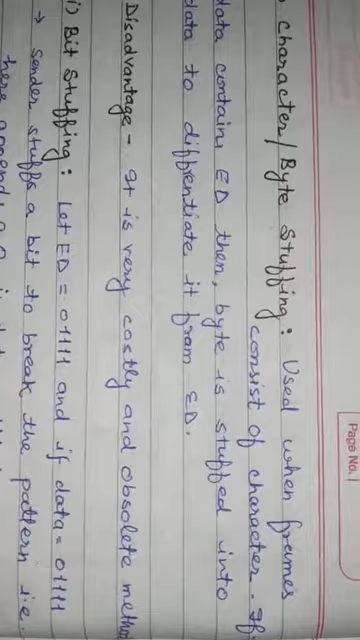 Page No.
character/Byte Stuffing: Used when frames
consist of character. If
data contains ED then, byte is stuffed into
data to diffrentiate it from ED.
Disadvantage - It is very costly and obsolete
i) Bit Stuffing: Let ED = 01111 and if data = 01111
→ sender stuffs a bit to break the pattern i.e.
here